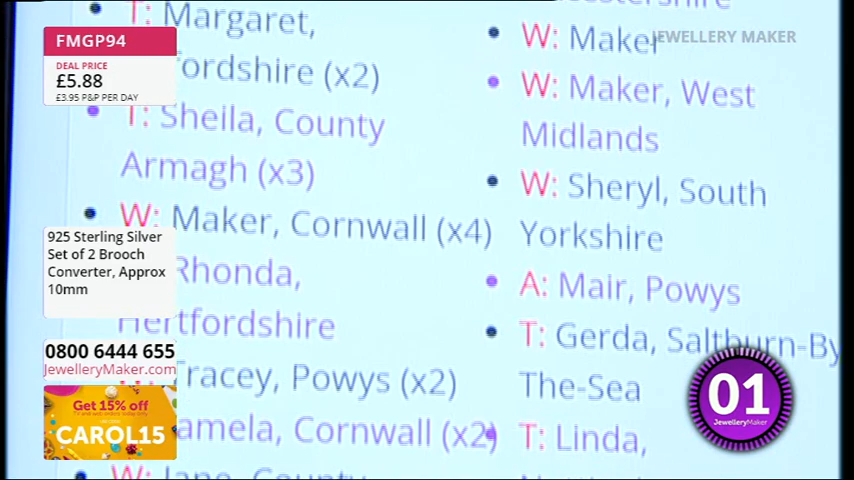 FMGP94
DEAL PRICE
£5.88
£3.95 P&P PER DAY
925 Sterling Silver
Set of 2 Brooch
Converter, Approx
10mm
0800 6444 655
JewelleryMaker.com
Get 15% off
CAROL15
T: Margaret,
(x2)
T: Sheila, County
Armagh (x3)
W: Maker, Cornwall (x4)
Rhonda,
Hertfordshire
Tracey, Powys (x2)
Cornwall (x2)
W: Jane, County
JEWELLERY MAKER
W: Maker
W: Maker, West
Midlands
W: Sheryl, South
Yorkshire
A: Mair, Powys
T: Gerda, Saltburn-By
The-Sea
T: Linda,
01
JewelleryMaker